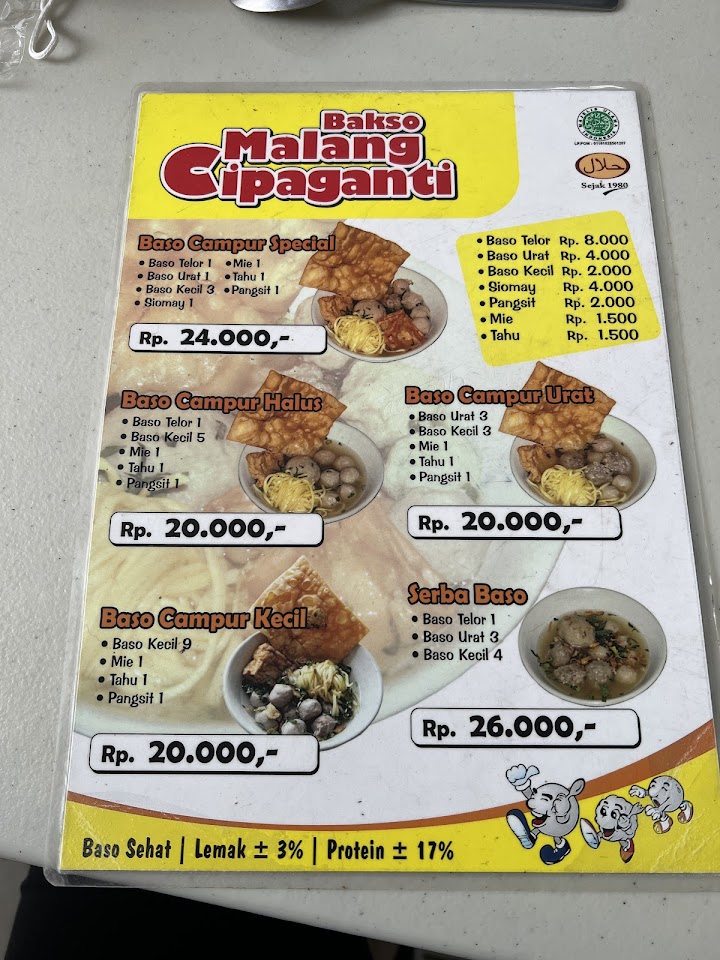 Bakso
Malang
Cipaganti
MAJELIS ULAMA
INDONESIA
حلال
Sejak 1980
Baso Campur Special
• Baso Telor 1 • Mie 1
• Baso Urat 1 • Tahu 1
• Baso Kecil 3 • Pangsit 1
• Siomay 1
Rp. 24.000,-
• Baso Telor Rp. 8.000
• Baso Urat Rp. 4.000
• Baso Kecil Rp. 2.000
• Siomay Rp. 4.000
• Pangsit Rp. 2.000
• Mie Rp. 1.500
• Tahu Rp. 1.500
Baso Campur Halus
• Baso Telor 1
• Baso Kecil 5
• Mie 1
• Tahu 1
• Pangsit 1
Rp. 20.000,-
Baso Campur Urat
• Baso Urat 3
• Baso Kecil 3
• Mie 1
• Tahu 1
• Pangsit 1
Rp. 20.000,-
Baso Campur Kecil
• Baso Kecil 9
• Mie 1
• Tahu 1
• Pangsit 1
Rp. 20.000,-
Serba Baso
• Baso Telor 1
• Baso Urat 3
• Baso Kecil 4
Rp. 26.000,-
Baso Sehat | Lemak ± 3% | Protein ± 17%